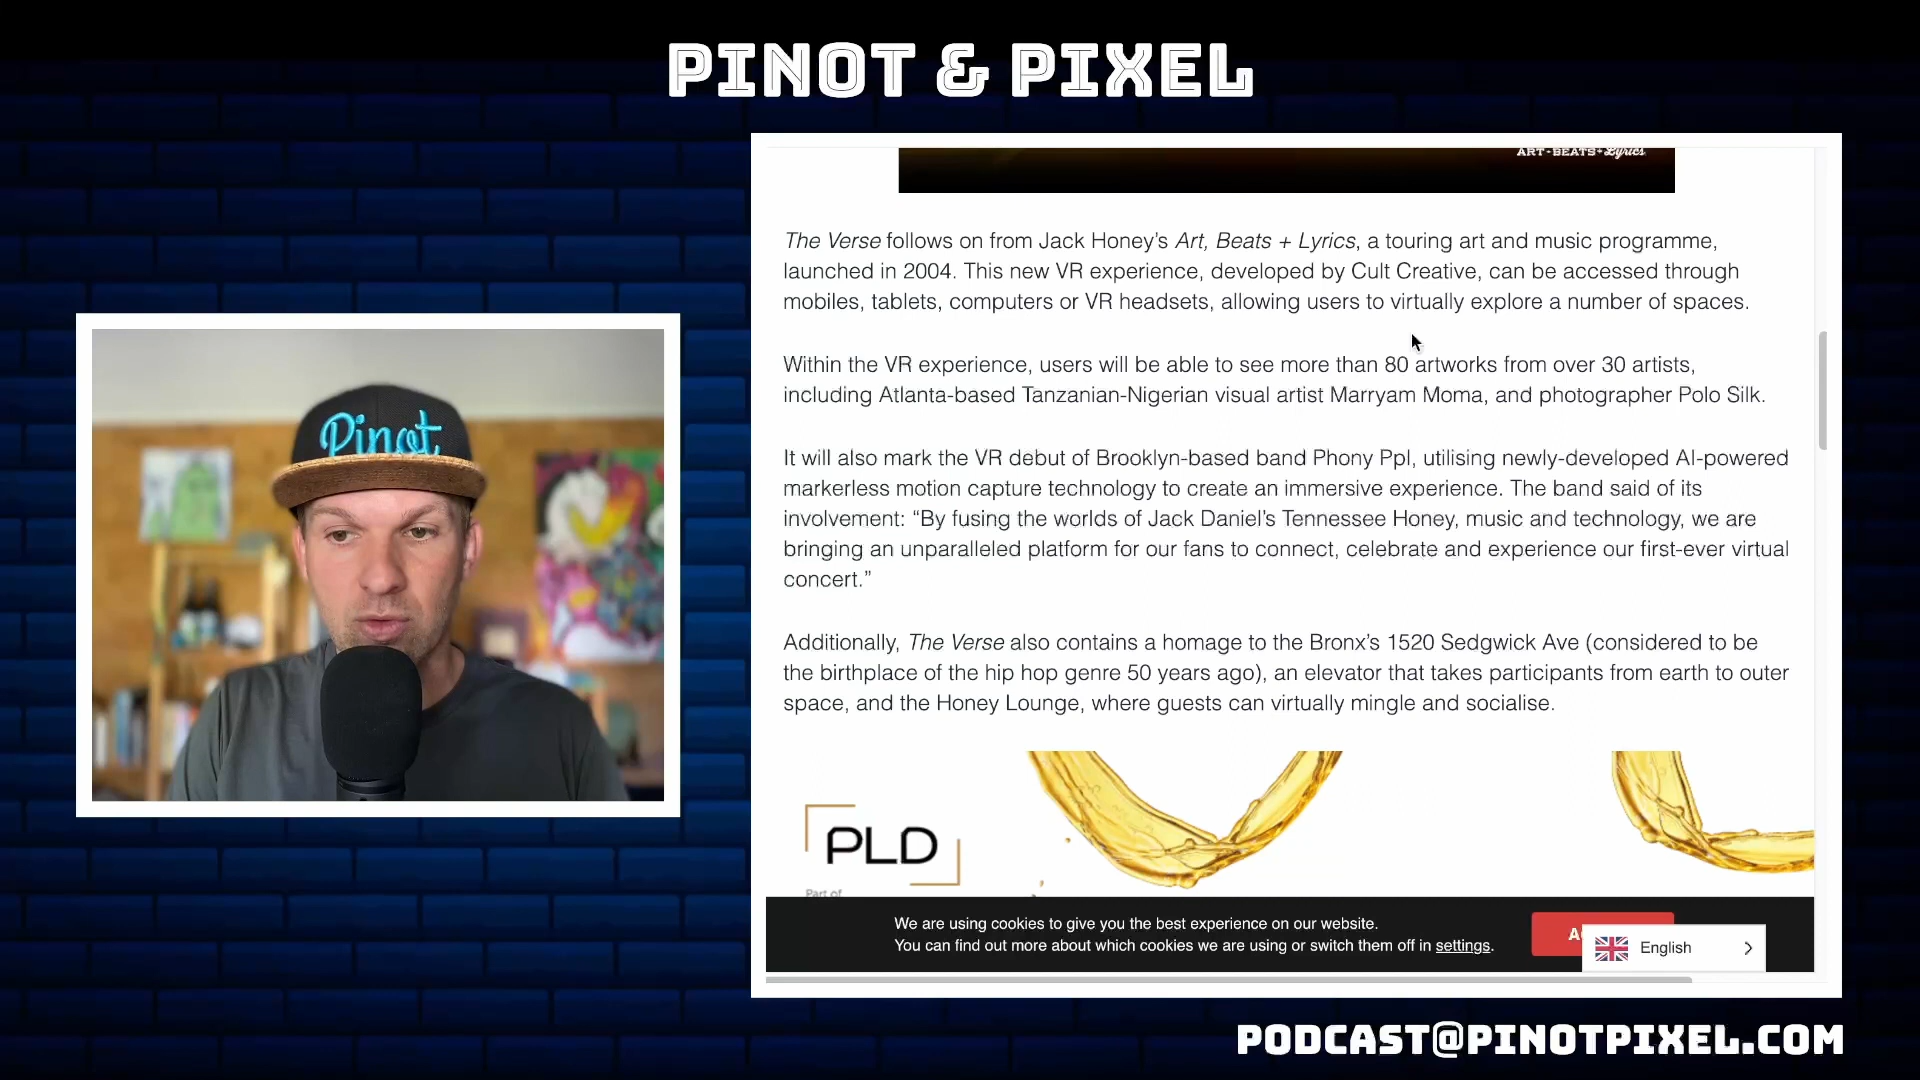 PINOT & PIXEL
Pinot
ART·BEATS+Lyrics
The Verse follows on from Jack Honey’s Art, Beats + Lyrics, a touring art and music programme,
launched in 2004. This new VR experience, developed by Cult Creative, can be accessed through
mobiles, tablets, computers or VR headsets, allowing users to virtually explore a number of spaces.
Within the VR experience, users will be able to see more than 80 artworks from over 30 artists,
including Atlanta-based Tanzanian-Nigerian visual artist Marryam Moma, and photographer Polo Silk.
It will also mark the VR debut of Brooklyn-based band Phony Ppl, utilising newly-developed AI-powered
markerless motion capture technology to create an immersive experience. The band said of its
involvement: “By fusing the worlds of Jack Daniel’s Tennessee Honey, music and technology, we are
bringing an unparalleled platform for our fans to connect, celebrate and experience our first-ever virtual
concert.”
Additionally, The Verse also contains a homage to the Bronx’s 1520 Sedgwick Ave (considered to be
the birthplace of the hip hop genre 50 years ago), an elevator that takes participants from earth to outer
space, and the Honey Lounge, where guests can virtually mingle and socialise.
PLD
Part of
We are using cookies to give you the best experience on our website.
You can find out more about which cookies we are using or switch them off in settings.
English
PODCAST@PINOTPIXEL.COM